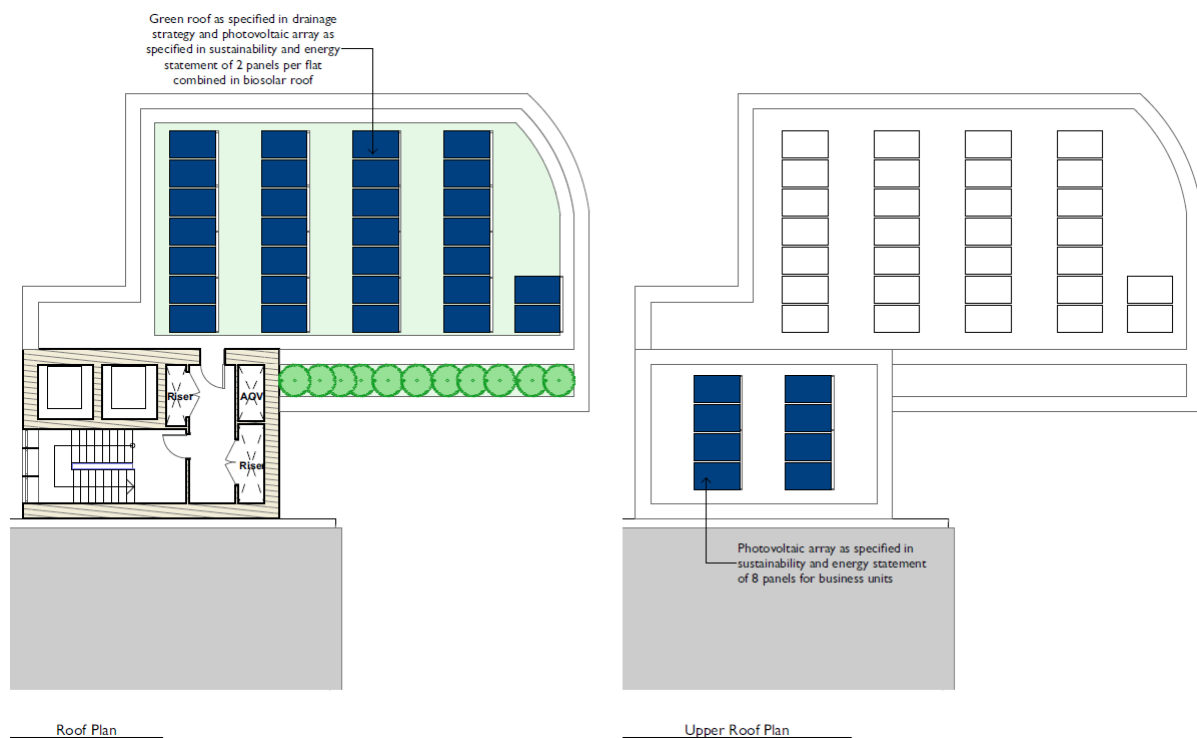 Green roof as specified in drainage
strategy and photovoltaic array as
specified in sustainability and energy
statement of 2 panels per flat
combined in biosolar roof
Riser
AOV
Riser
Photovoltaic array as specified in
sustainability and energy statement
of 8 panels for business units
Roof Plan
Upper Roof Plan